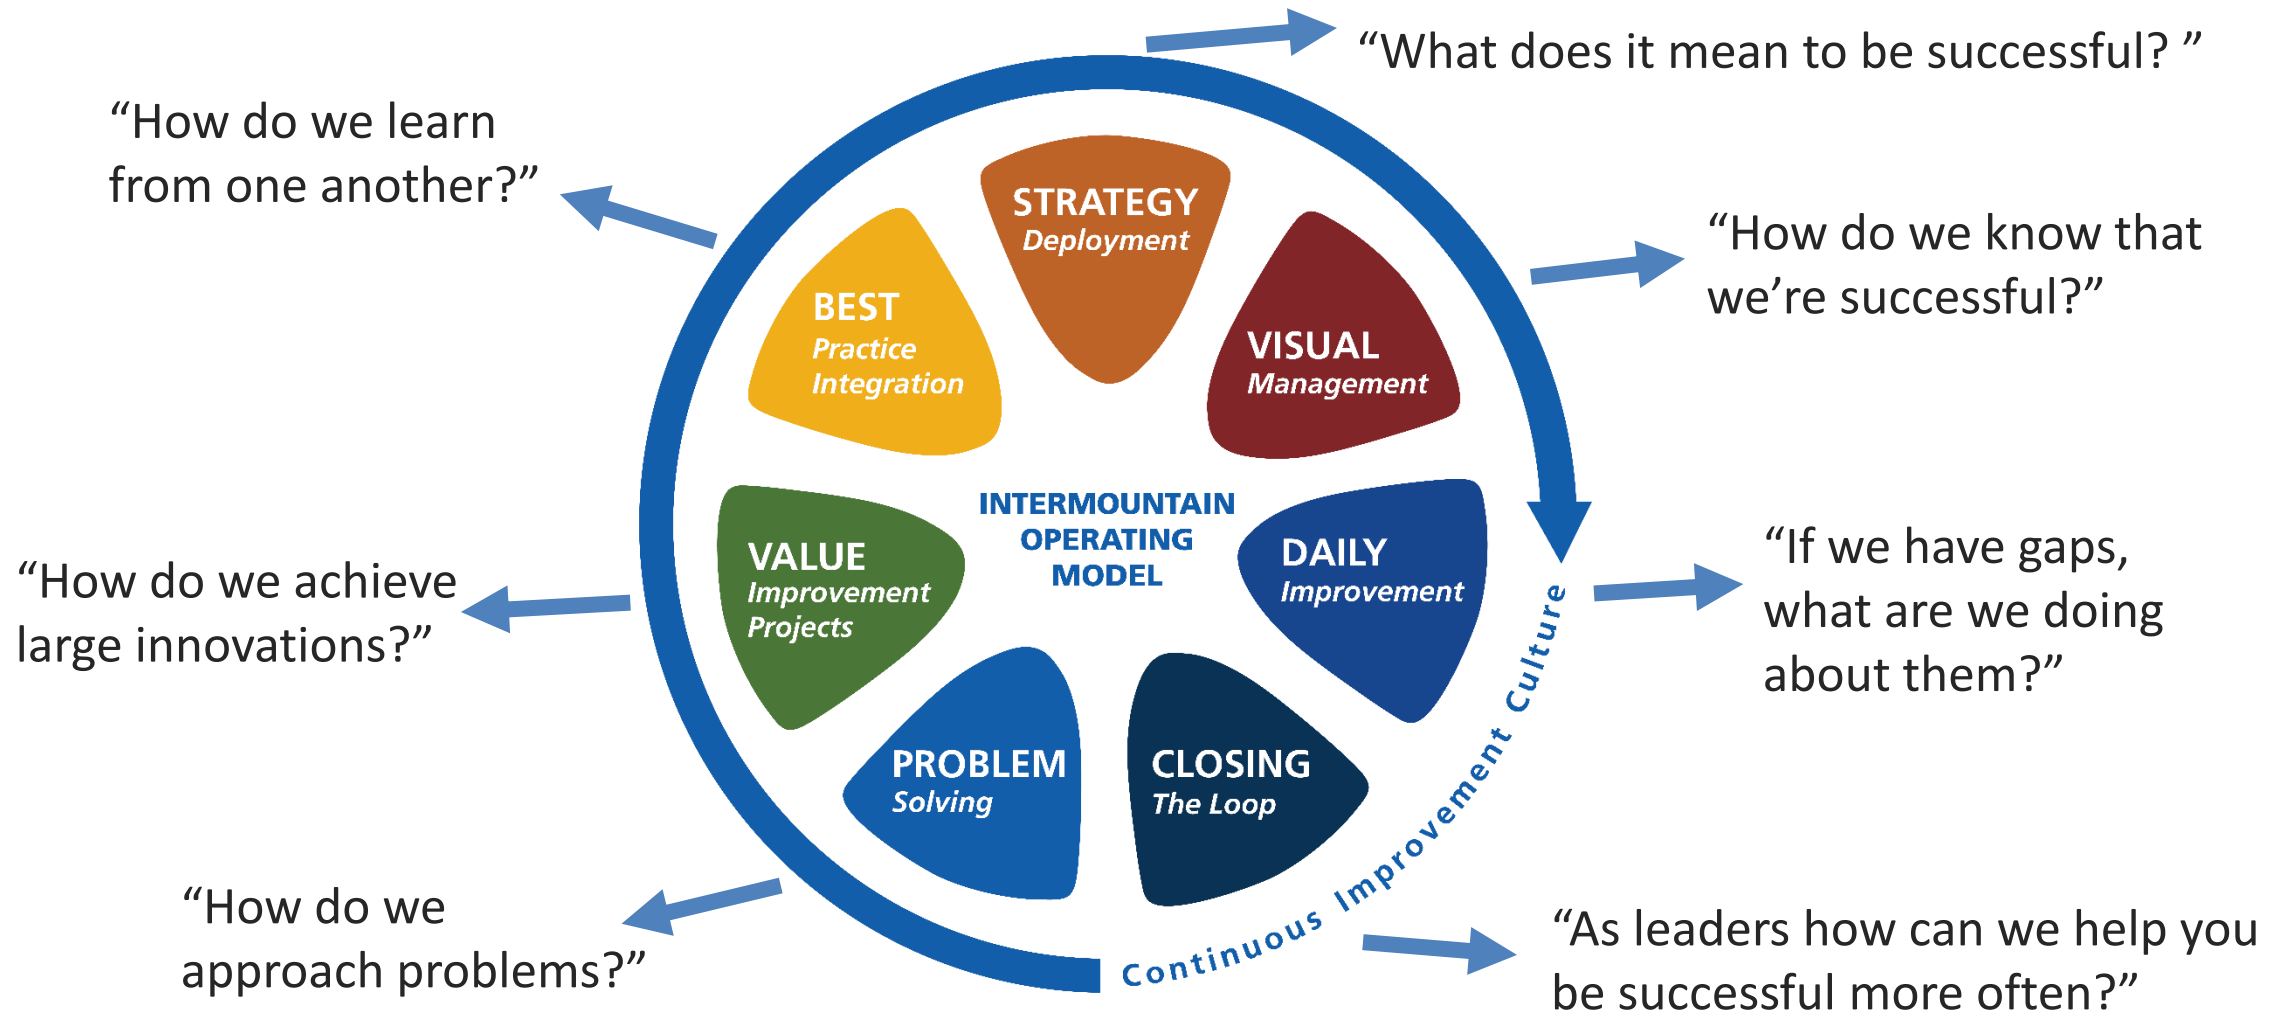 “What does it mean to be successful? ”
“How do we learn
from one another?”
“How do we know that
we’re successful?”
STRATEGY
Deployment
BEST
Practice
Integration
VISUAL
Management
INTERMOUNTAIN
OPERATING
MODEL
VALUE
Improvement
Projects
DAILY
Improvement
“How do we achieve
large innovations?”
“If we have gaps,
what are we doing
about them?”
PROBLEM
Solving
CLOSING
The Loop
Continuous Improvement Culture
“How do we
approach problems?”
“As leaders how can we help you
be successful more often?”